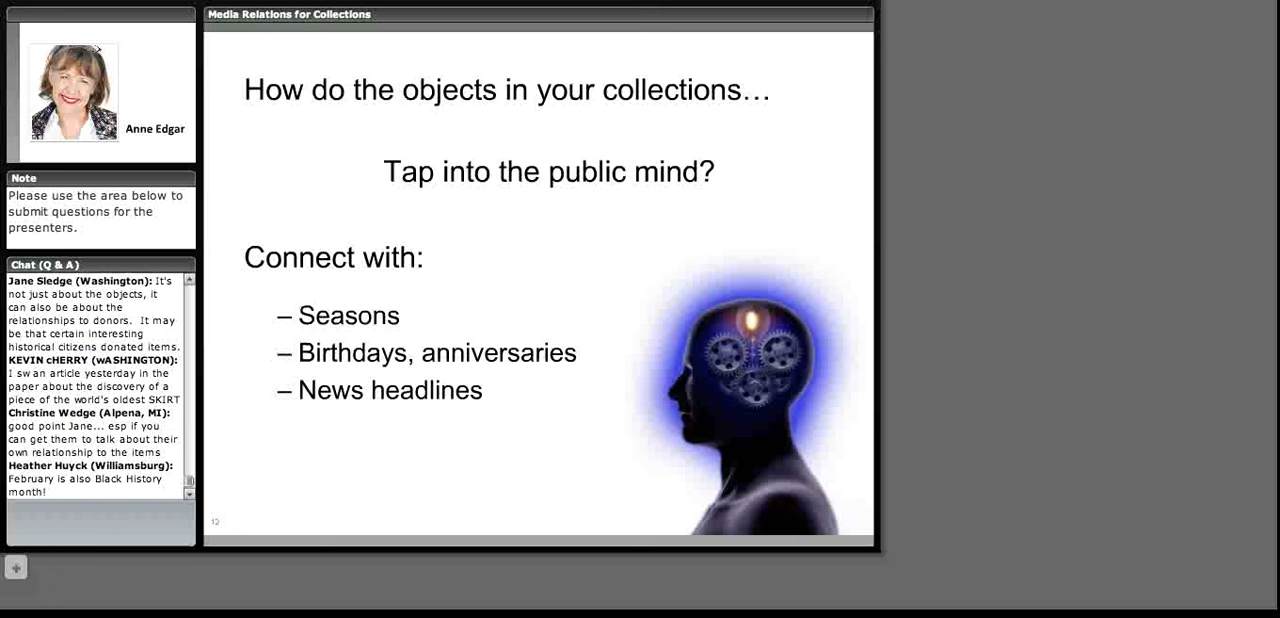 Media Relations for Collections
Anne Edgar
Note
Please use the area below to
submit questions for the
presenters.
Chat (Q & A)
Jane Sledge (Washington): It's
not just about the objects, it
can also be about the
relationships to donors. It may
be that certain interesting
historical citizens donated items.
KEVIN cHERRY (wASHINGTON):
I sw an article yesterday in the
paper about the discovery of a
piece of the world's oldest SKIRT
Christine Wedge (Alpena, MI):
good point Jane... esp if you
can get them to talk about their
own relationship to the items
Heather Huyck (Williamsburg):
February is also Black History
month!
How do the objects in your collections…
Tap into the public mind?
Connect with:
– Seasons
– Birthdays, anniversaries
– News headlines
12